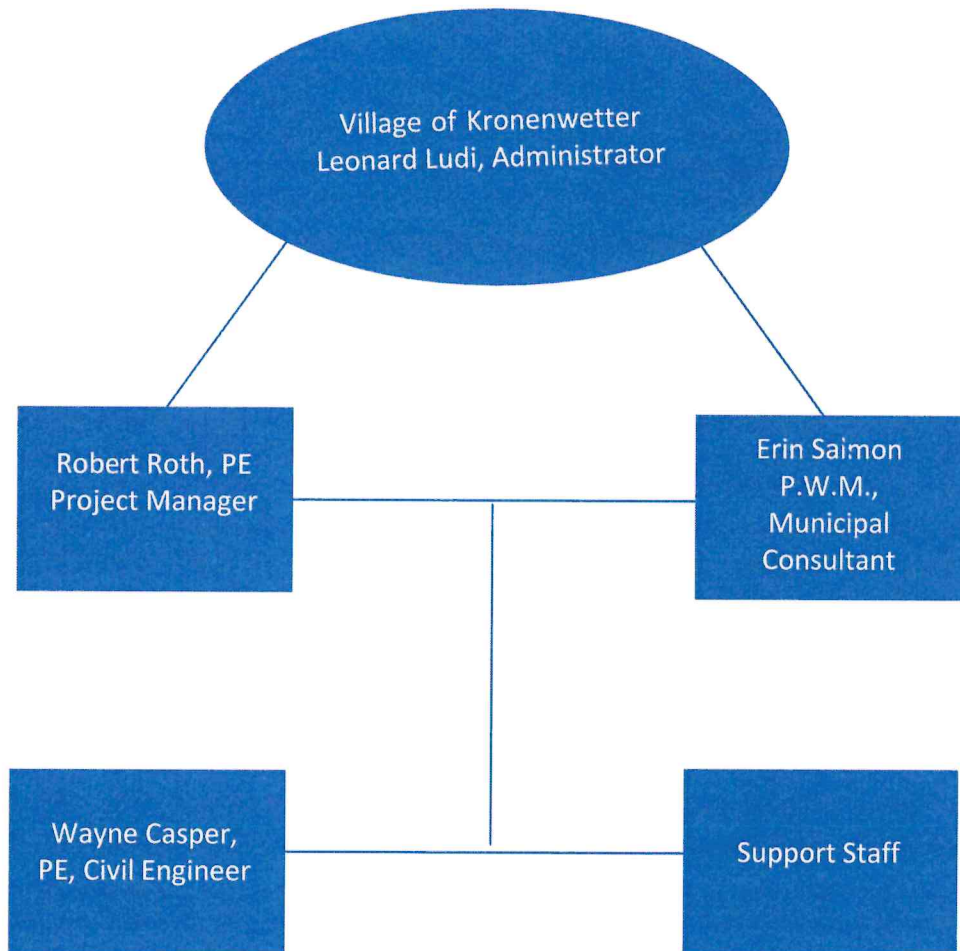 Village of Kronenwetter
Leonard Ludi, Administrator
Robert Roth, PE
Project Manager
Erin Saimon
P.W.M.,
Municipal
Consultant
Wayne Casper,
PE, Civil Engineer
Support Staff